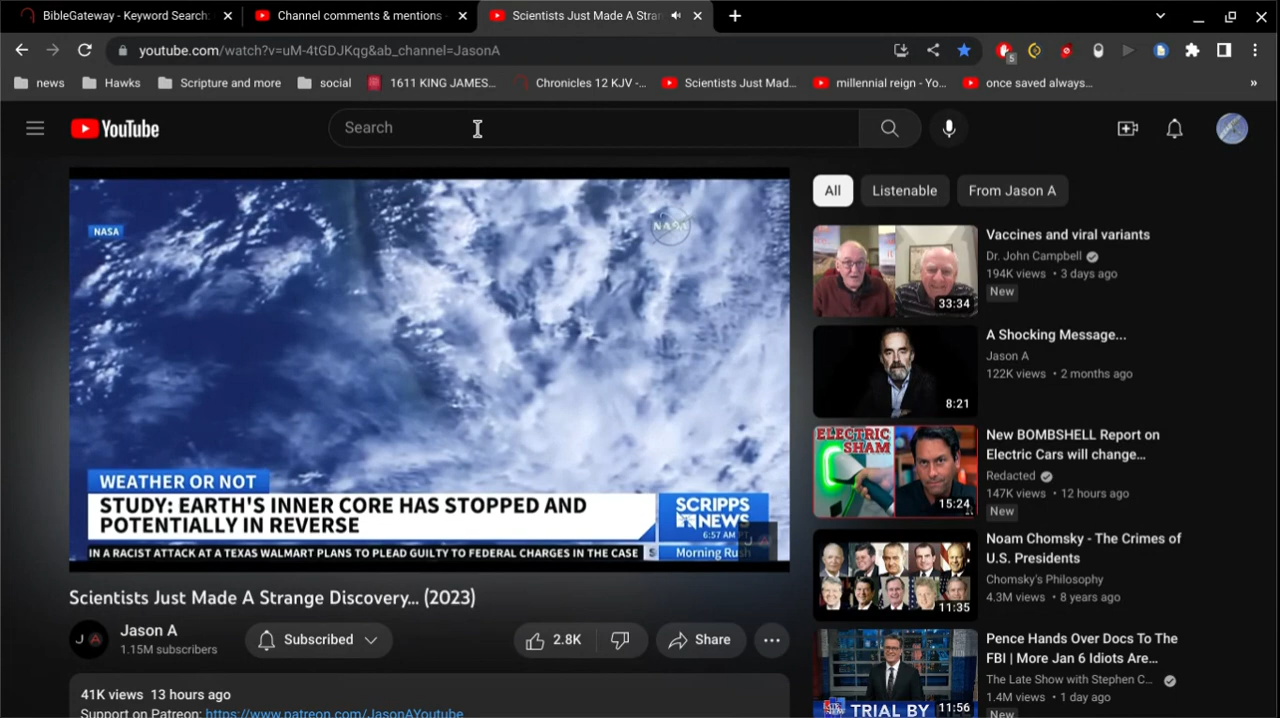 BibleGateway - Keyword Search:
Channel comments & mentions -
Scientists Just Made A Stran
youtube.com/watch?v=uM-4tGDJKqg&ab_channel=JasonA
5
news
Hawks
Scripture and more
social
1611 KING JAMES...
Chronicles 12 KJV -...
Scientists Just Mad...
millennial reign - Yo...
once saved always...
»
YouTube
Search
NASA
NASA
WEATHER OR NOT
STUDY: EARTH'S INNER CORE HAS STOPPED AND
POTENTIALLY IN REVERSE
SCRIPPS
NEWS
6:57 AM
Morning Ru
IN A RACIST ATTACK AT A TEXAS WALMART PLANS TO PLEAD GUILTY TO FEDERAL CHARGES IN THE CASE
Scientists Just Made A Strange Discovery... (2023)
Jason A
1.15M subscribers
Subscribed
2.8K
Share
41K views 13 hours ago
Support on Patreon: https://www.patreon.com/JasonAYoutube
All
Listenable
From Jason A
33:34
Vaccines and viral variants
Dr. John Campbell
194K views • 3 days ago
New
8:21
A Shocking Message...
Jason A
122K views • 2 months ago
ELECTRIC
SHAM
15:24
New BOMBSHELL Report on
Electric Cars will change...
Redacted
147K views • 12 hours ago
New
11:35
Noam Chomsky - The Crimes of
U.S. Presidents
Chomsky's Philosophy
4.3M views • 8 years ago
TRIAL BY
11:56
Pence Hands Over Docs To The
FBI | More Jan 6 Idiots Are...
The Late Show with Stephen C...
1.4M views • 1 day ago
New